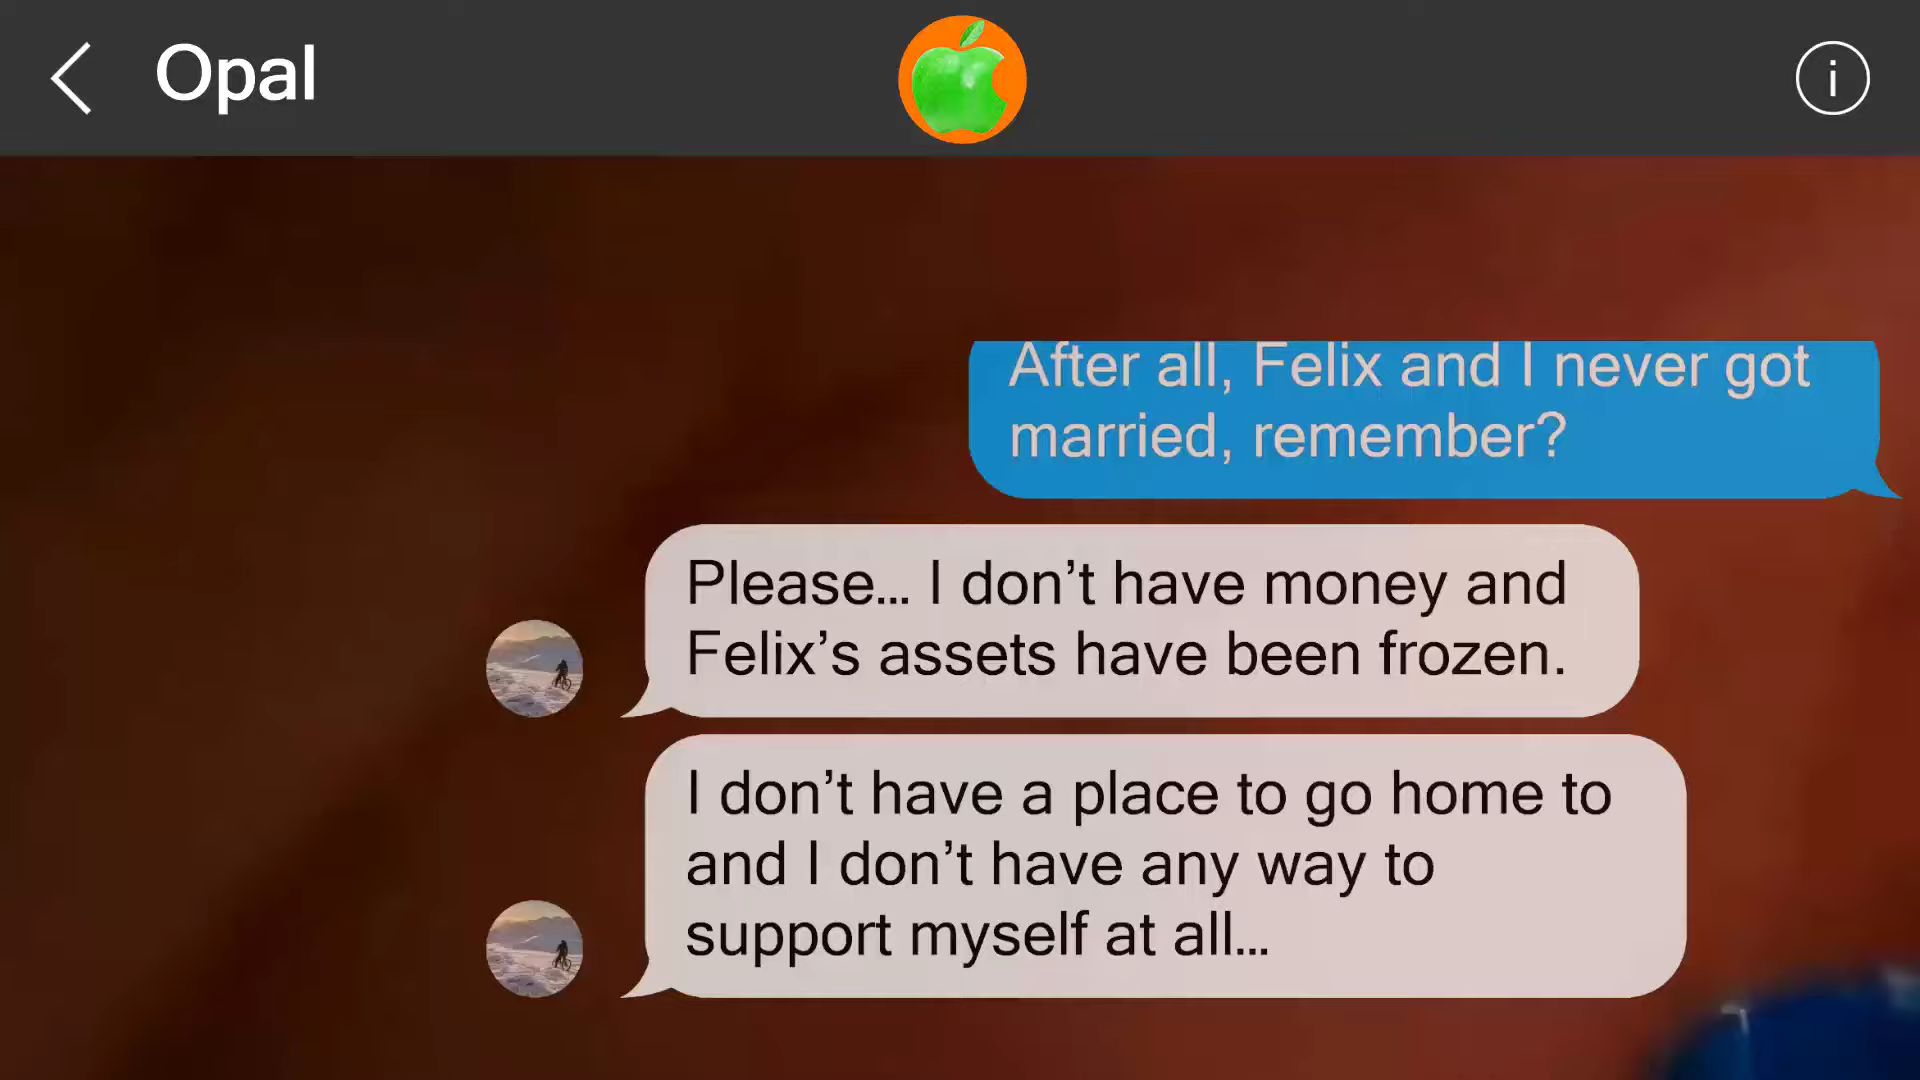 Opal
i
After all, Felix and I never got
married, remember?
Please... I don’t have money and
Felix’s assets have been frozen.
I don’t have a place to go home to
and I don’t have any way to
support myself at all...